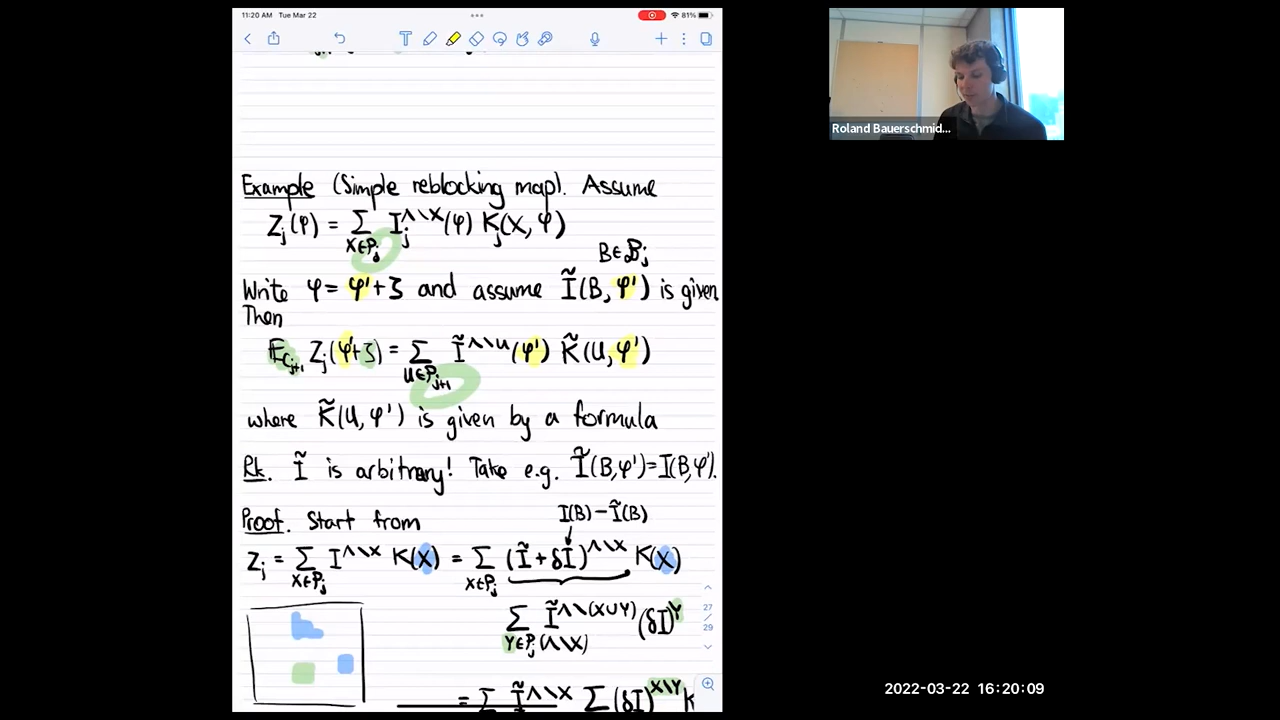 11:20 AM Tue Mar 22
81%
Example (Simple reblocking map). Assume
Z_j(φ) = Σ_{X∈P_j} I_j^{Λ\X}(φ) K_j(X, φ)
B∈B_j
Write φ = φ'+ζ and assume Ĩ(B, φ') is given
Then
E_{C_{j+1}} Z_j(φ'+ζ) = Σ_{U∈P_{j+1}} Ĩ^{Λ\U}(φ') K̃(U, φ')
where K̃(U, φ') is given by a formula
Rk. Ĩ is arbitrary! Take e.g. Ĩ(B,φ')=I(B,φ').
Proof. Start from
I(B) − Ĩ(B)
Z_j = Σ_{X∈P_j} I^{Λ\X} K(X) = Σ_{X∈P_j} (Ĩ + δI)^{Λ\X} K(X)
Σ_{Y∈P_j(Λ\X)} Ĩ^{Λ\(X∪Y)} (δI)^Y
= Σ Ĩ^{Λ\X} Σ (δI)^{X\Y} K
27
/
29
Roland Bauerschmid...
2022-03-22 16:20:09